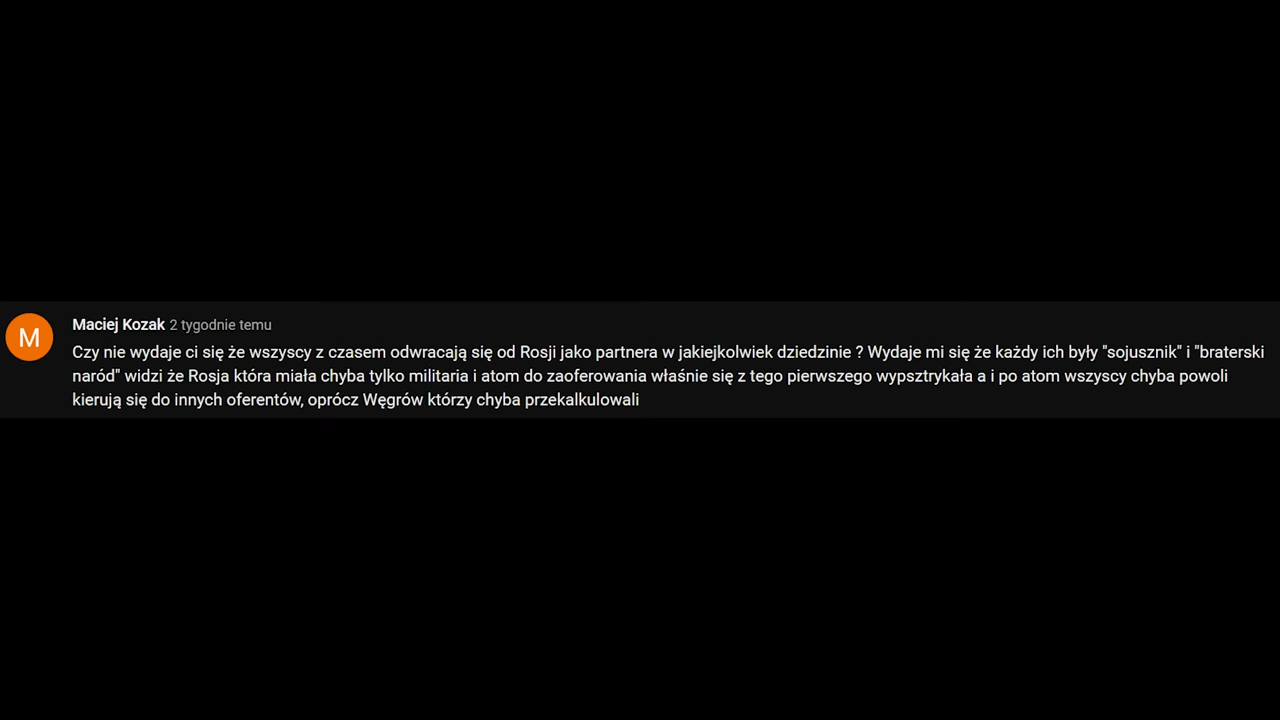 M
Maciej Kozak 2 tygodnie temu
Czy nie wydaje ci się że wszyscy z czasem odwracają się od Rosji jako partnera w jakiejkolwiek dziedzinie ? Wydaje mi się że każdy ich były "sojusznik" i "braterski
naród" widzi że Rosja która miała chyba tylko militaria i atom do zaoferowania właśnie się z tego pierwszego wypsztrykała a i po atom wszyscy chyba powoli
kierują się do innych oferentów, oprócz Węgrów którzy chyba przekalkulowali